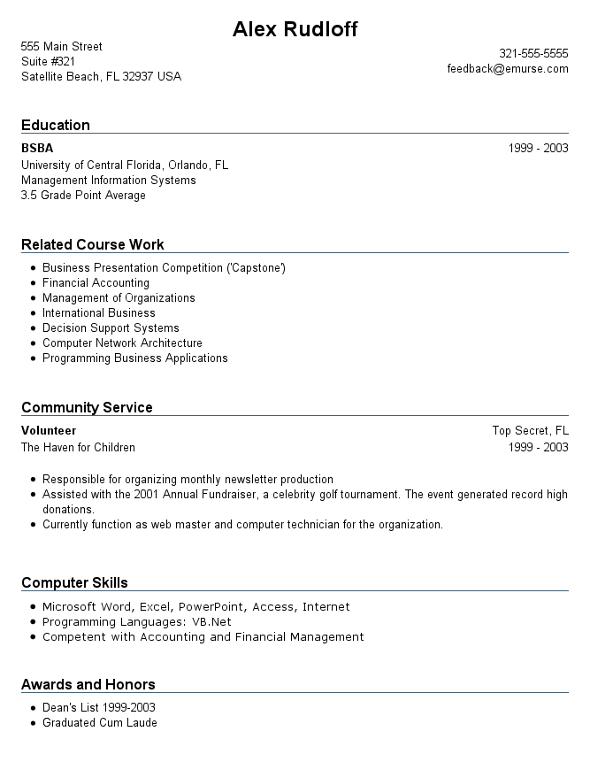 Alex Rudloff
555 Main Street
Suite #321
Satellite Beach, FL 32937 USA
321-555-5555
feedback@emurse.com
Education
BSBA 1999 - 2003
University of Central Florida, Orlando, FL
Management Information Systems
3.5 Grade Point Average
Related Course Work
• Business Presentation Competition ('Capstone')
• Financial Accounting
• Management of Organizations
• International Business
• Decision Support Systems
• Computer Network Architecture
• Programming Business Applications
Community Service
Volunteer Top Secret, FL
The Haven for Children 1999 - 2003
• Responsible for organizing monthly newsletter production
• Assisted with the 2001 Annual Fundraiser, a celebrity golf tournament. The event generated record high
donations.
• Currently function as web master and computer technician for the organization.
Computer Skills
• Microsoft Word, Excel, PowerPoint, Access, Internet
• Programming Languages: VB.Net
• Competent with Accounting and Financial Management
Awards and Honors
• Dean's List 1999-2003
• Graduated Cum Laude